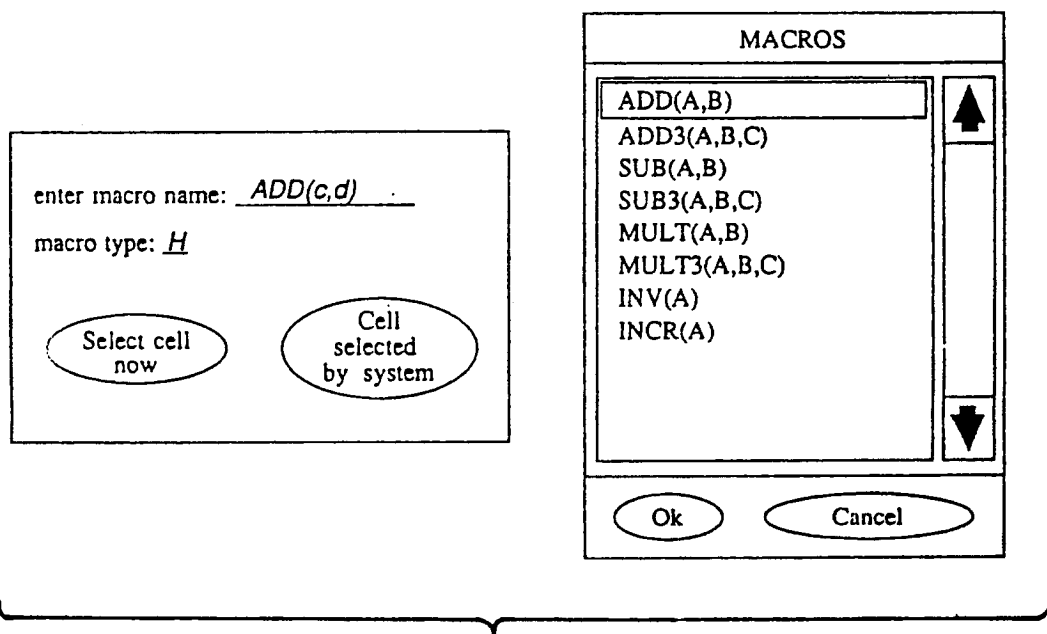 enter macro name: ADD(c,d)
macro type: H
Select cell
now
Cell
selected
by system
MACROS
ADD(A,B)
ADD3(A,B,C)
SUB(A,B)
SUB3(A,B,C)
MULT(A,B)
MULT3(A,B,C)
INV(A)
INCR(A)
Ok
Cancel